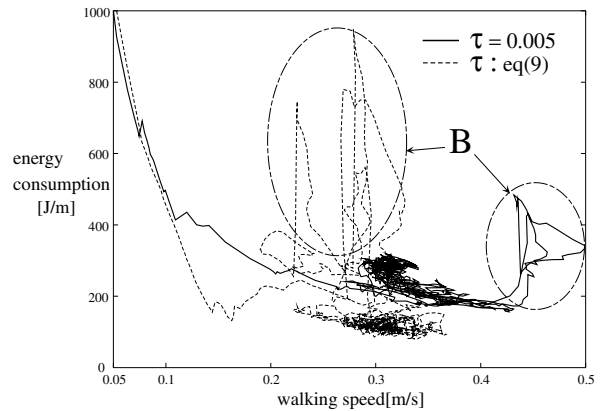 1000
τ = 0.005
τ : eq(9)
800
B
energy
consumption
[J/m]
600
400
200
0
0.05
0.1
0.2
0.3
0.4
0.5
walking speed[m/s]